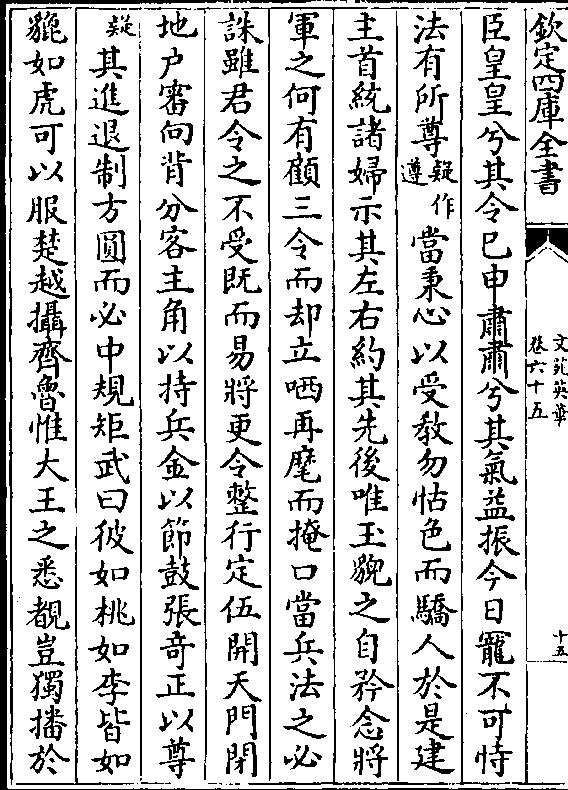 欽定四庫全書
文苑英華
卷六十五
十五
臣皇皇兮其令已申肅肅兮其氣益振今日寵不可恃
法有所尊疑作遵當秉心以受教勿怙色而驕人於是建
主首統諸婦示其左右約其先後唯玉貌之自矜念將
軍之何有顧三令而却立哂再麾而掩口當兵法之必
誅雖君令之不受既而易將更令整行定伍開天門閉
地户審向背分客主角以持兵金以節鼓張奇正以尊
疑其進退制方圓而必中規矩武曰彼如桃如李皆如
貔如虎可以服楚越攝齊魯惟大王之悉覩豈獨播於